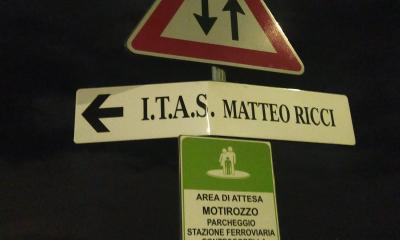 I.T.A.S. MATTEO RICCI
AREA DI ATTESA
MOTIROZZO
PARCHEGGIO
STAZIONE FERROVIARIA